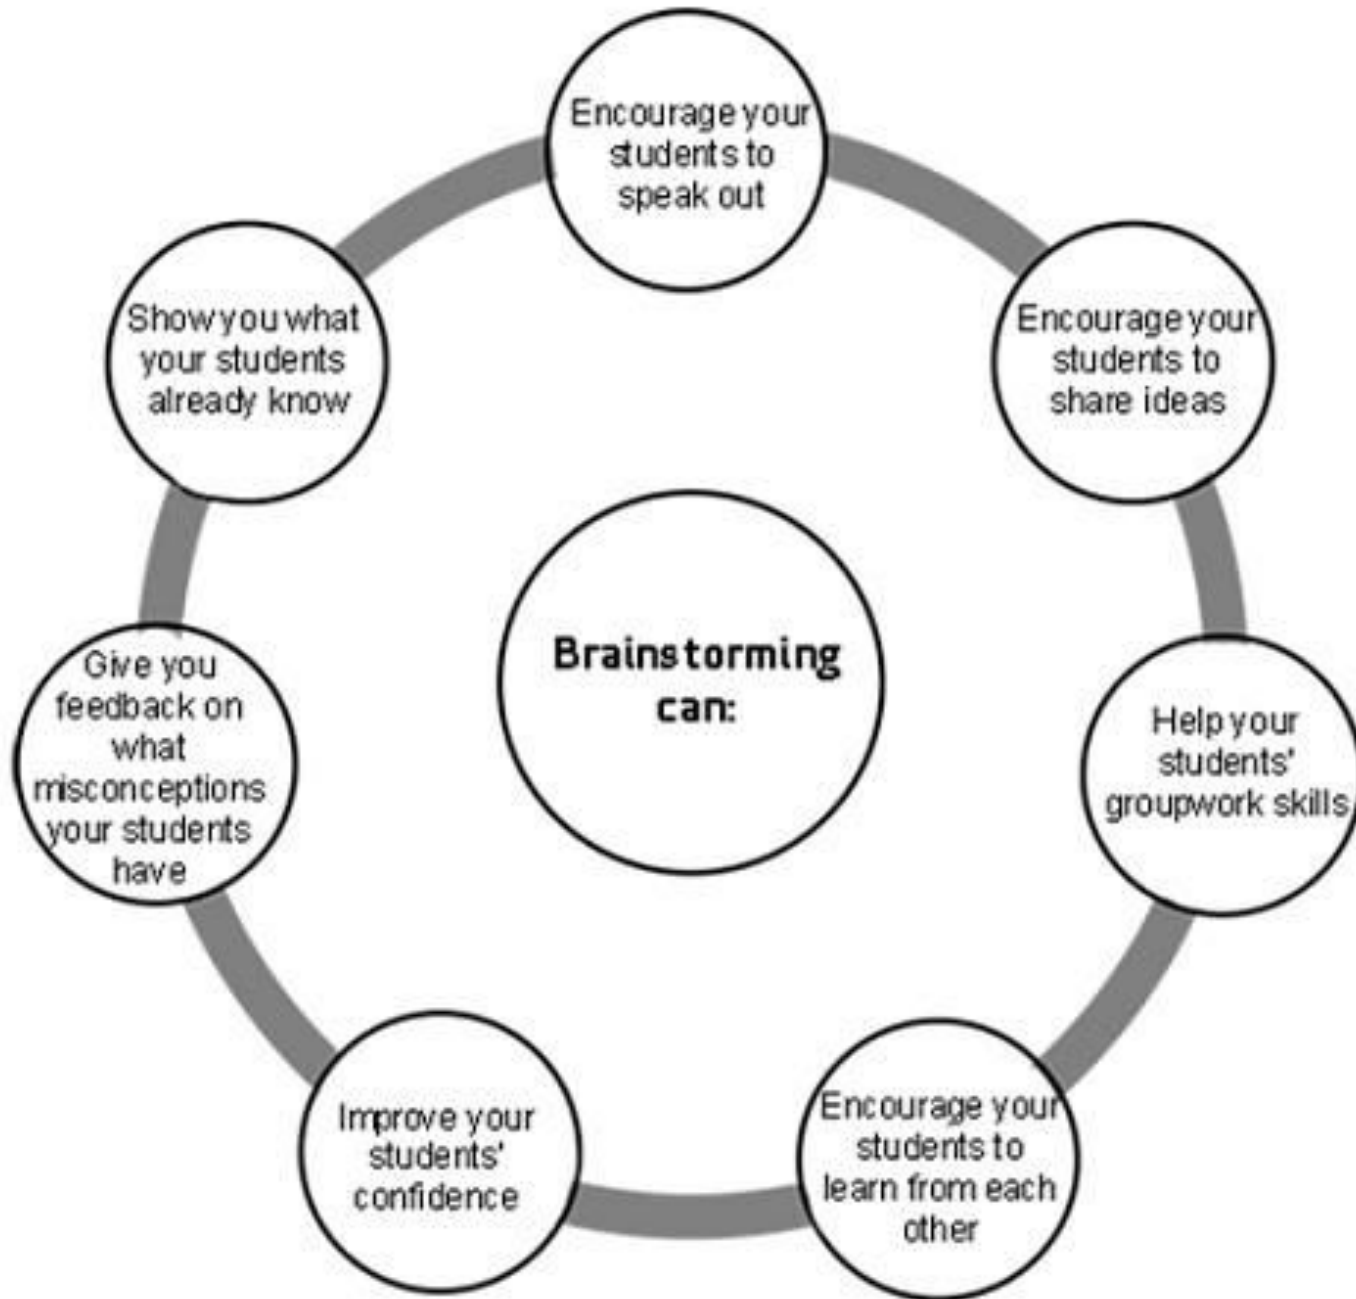 Encourage your
students to
speak out
Encourage your
students to
share ideas
Help your
students'
groupwork skills
Encourage your
students to
learn from each
other
Improve your
students'
confidence
Give you
feedback on
what
misconceptions
your students
have
Show you what
your students
already know
Brainstorming
can: